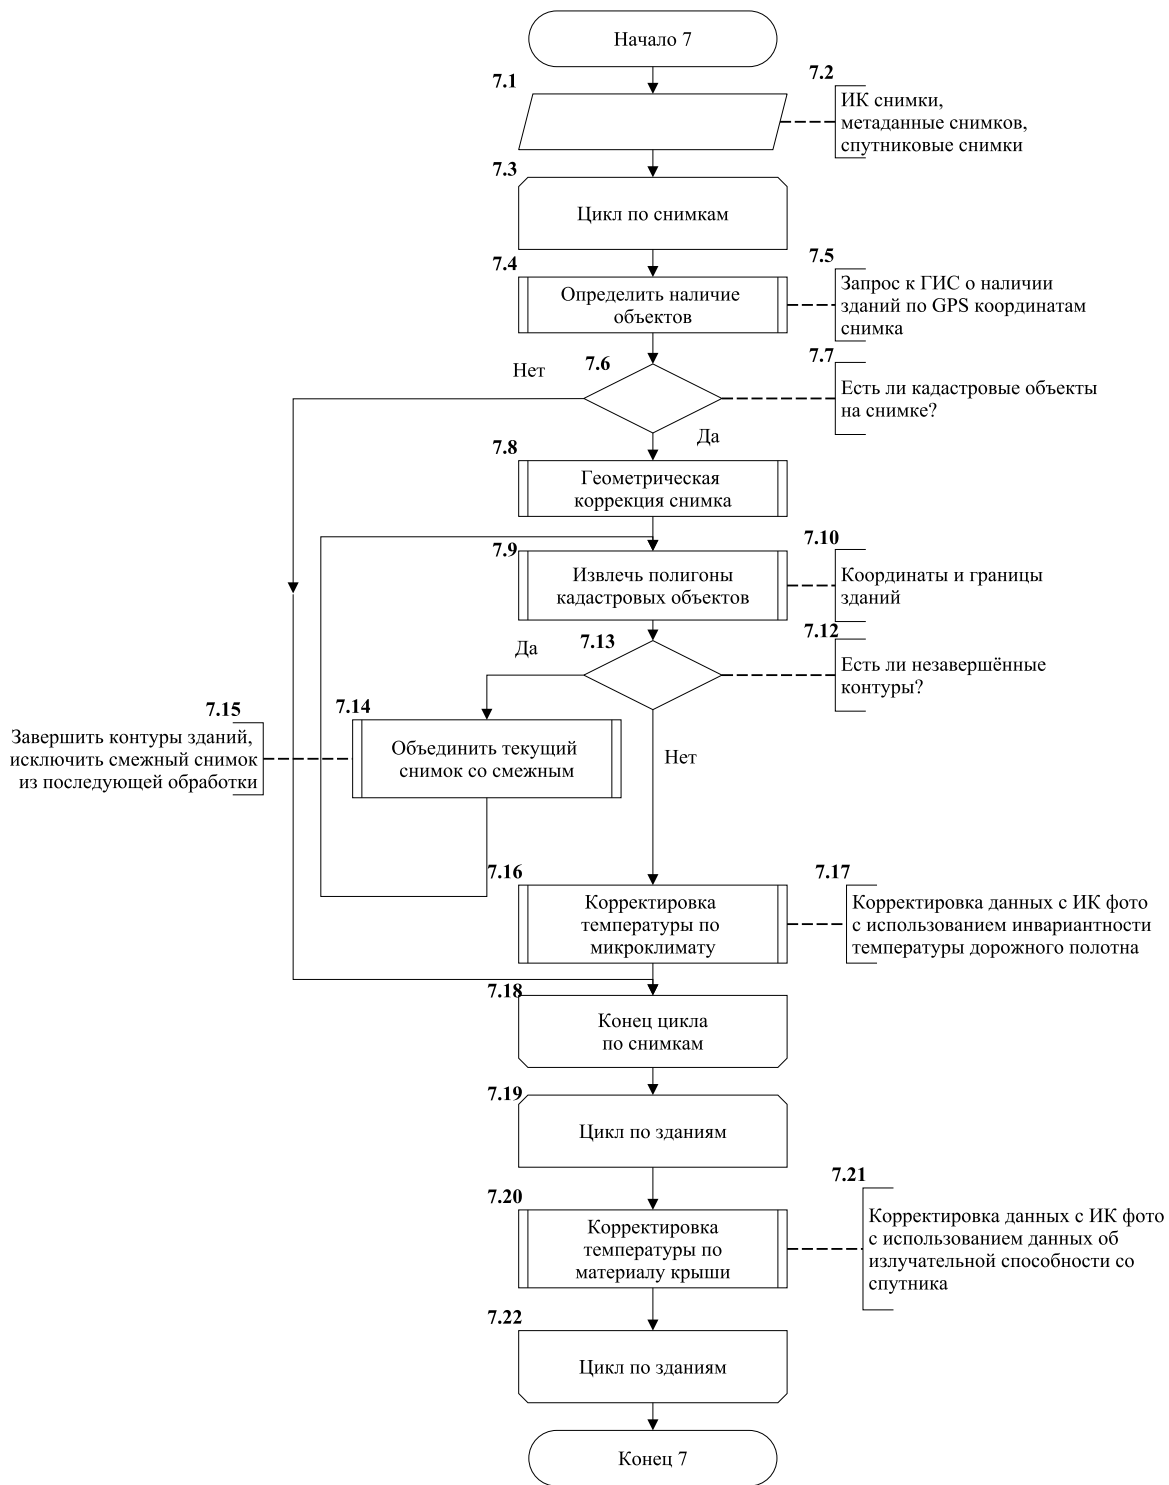 Начало 7
7.1
7.2
ИК снимки,
метаданные снимков,
спутниковые снимки
7.3
Цикл по снимкам
7.4
Определить наличие
объектов
7.5
Запрос к ГИС о наличии
зданий по GPS координатам
снимка
7.6
Нет
7.7
Есть ли кадастровые объекты
на снимке?
Да
7.8
Геометрическая
коррекция снимка
7.9
Извлечь полигоны
кадастровых объектов
7.10
Координаты и границы
зданий
7.13
Да
7.12
Есть ли незавершённые
контуры?
7.15
Завершить контуры зданий,
исключить смежный снимок
из последующей обработки
7.14
Объединить текущий
снимок со смежным
Нет
7.16
Корректировка
температуры по
микроклимату
7.17
Корректировка данных с ИК фото
с использованием инвариантности
температуры дорожного полотна
7.18
Конец цикла
по снимкам
7.19
Цикл по зданиям
7.20
Корректировка
температуры по
материалу крыши
7.21
Корректировка данных с ИК фото
с использованием данных об
излучательной способности со
спутника
7.22
Цикл по зданиям
Конец 7